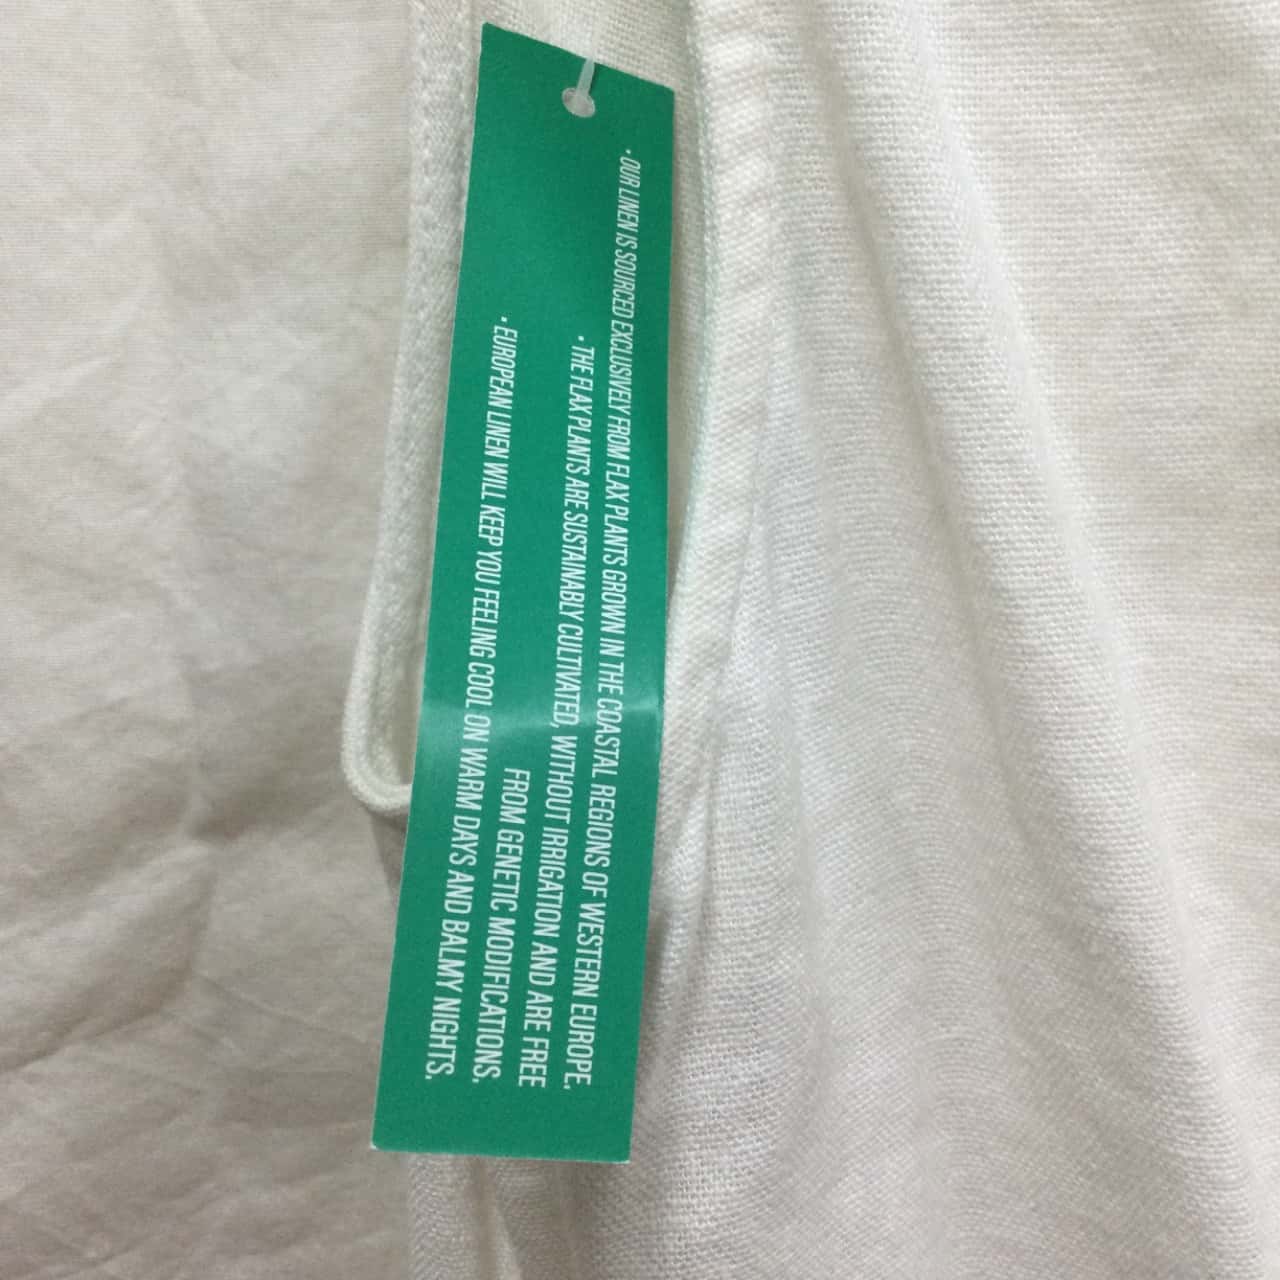 • OUR LINEN IS SOURCED EXCLUSIVELY FROM FLAX PLANTS GROWN IN THE COASTAL REGIONS OF WESTERN EUROPE.
• THE FLAX PLANTS ARE SUSTAINABLY CULTIVATED, WITHOUT IRRIGATION AND ARE FREE
FROM GENETIC MODIFICATIONS.
• EUROPEAN LINEN WILL KEEP YOU FEELING COOL ON WARM DAYS AND BALMY NIGHTS.